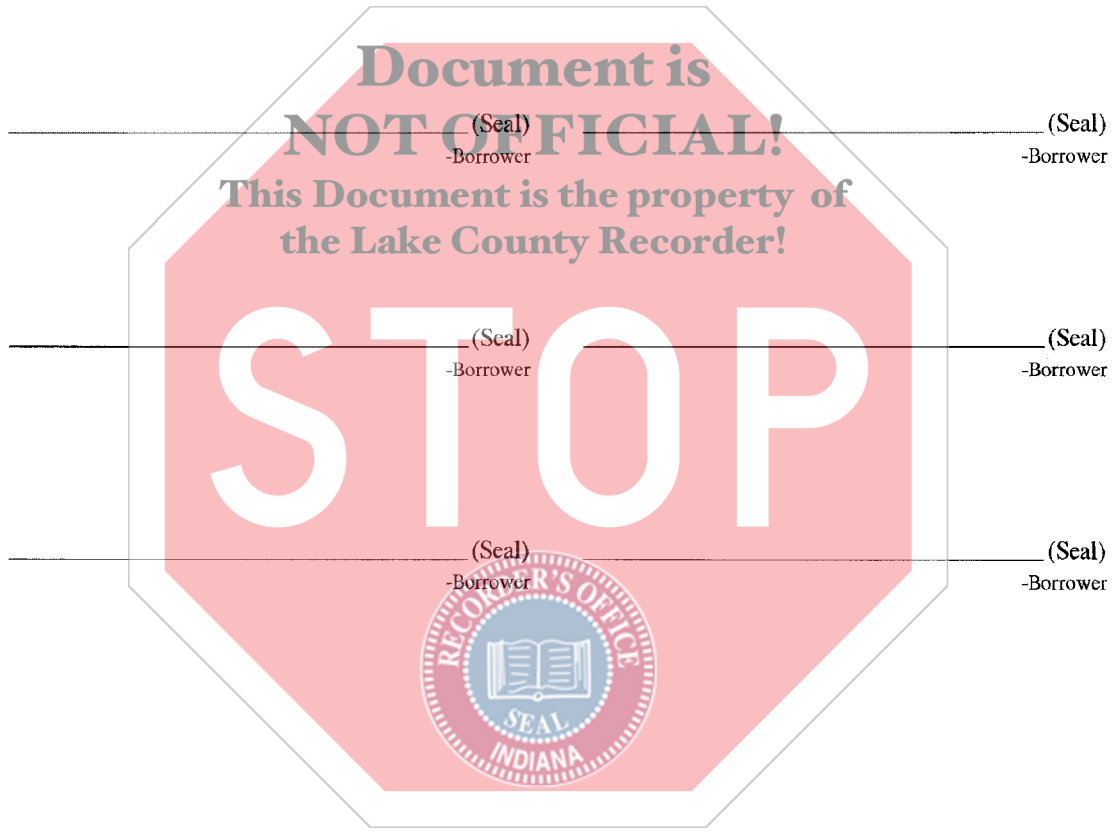 Document is
NOT OFFICIAL!
(Seal) (Seal)
-Borrower -Borrower
This Document is the property of
the Lake County Recorder!
(Seal) (Seal)
-Borrower -Borrower
STOP
(Seal) (Seal)
-Borrower -Borrower
RECORDER'S OFFICE
SEAL
INDIANA